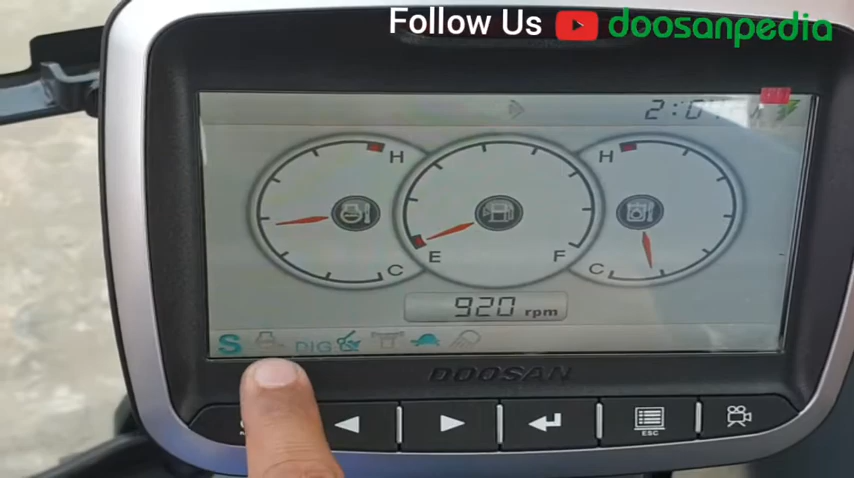 Follow Us doosanpedia
H H
E F
C C
920 rpm
S DIG
DOOSAN
ESC